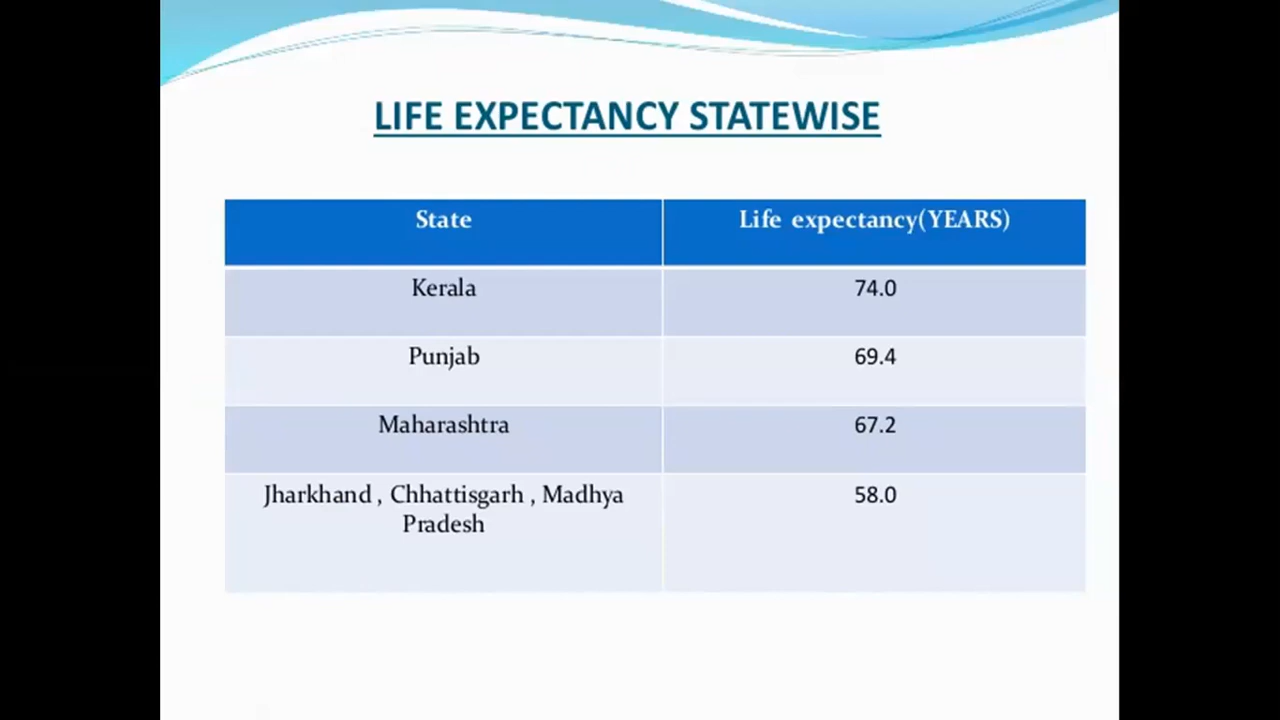 LIFE EXPECTANCY STATEWISE
State
Life expectancy(YEARS)
Kerala
74.0
Punjab
69.4
Maharashtra
67.2
Jharkhand , Chhattisgarh , Madhya
Pradesh
58.0